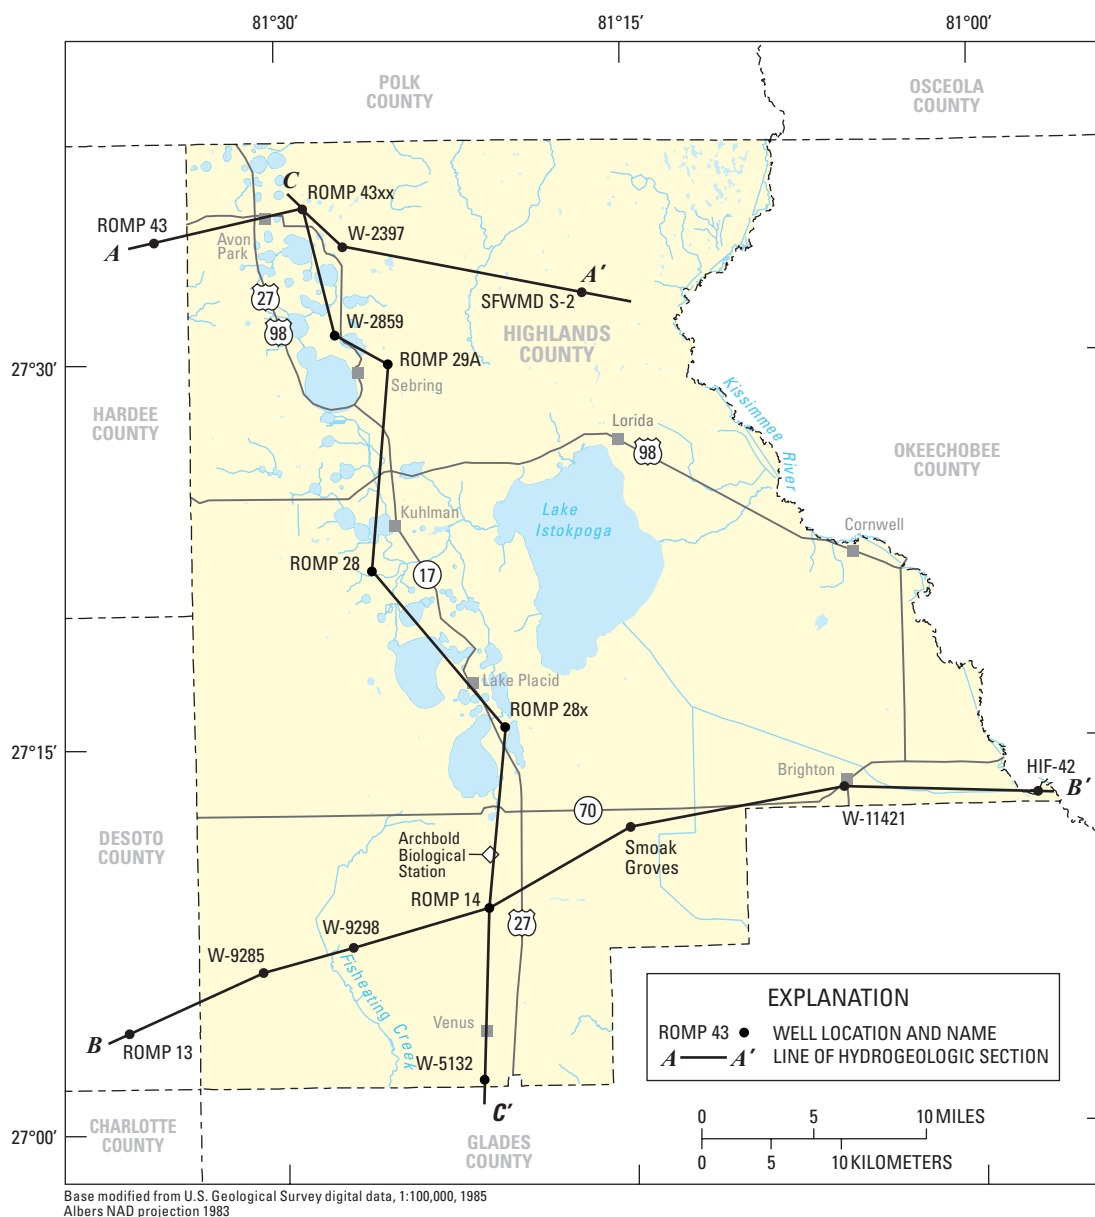 81°30′
81°15′
81°00′
POLK
COUNTY
OSCEOLA
COUNTY
C
ROMP 43xx
ROMP 43
A
Avon
Park
W-2397
A′
SFWMD S-2
27
98
W-2859
HIGHLANDS
COUNTY
ROMP 29A
27°30′
Sebring
Kissimmee
River
HARDEE
COUNTY
Lorida
98
OKEECHOBEE
COUNTY
Lake
Istokpoga
Kuhlman
Cornwell
ROMP 28
17
Lake Placid
ROMP 28x
27°15′
Brighton
HIF-42
B′
70
W-11421
DESOTO
COUNTY
Archbold
Biological
Station
Smoak
Groves
ROMP 14
27
W-9298
W-9285
Fisheating Creek
EXPLANATION
ROMP 43 WELL LOCATION AND NAME
A A′ LINE OF HYDROGEOLOGIC SECTION
Venus
B
ROMP 13
W-5132
C′
CHARLOTTE
COUNTY
27°00′
GLADES
COUNTY
0 5 10 MILES
0 5 10 KILOMETERS
Base modified from U.S. Geological Survey digital data, 1:100,000, 1985
Albers NAD projection 1983